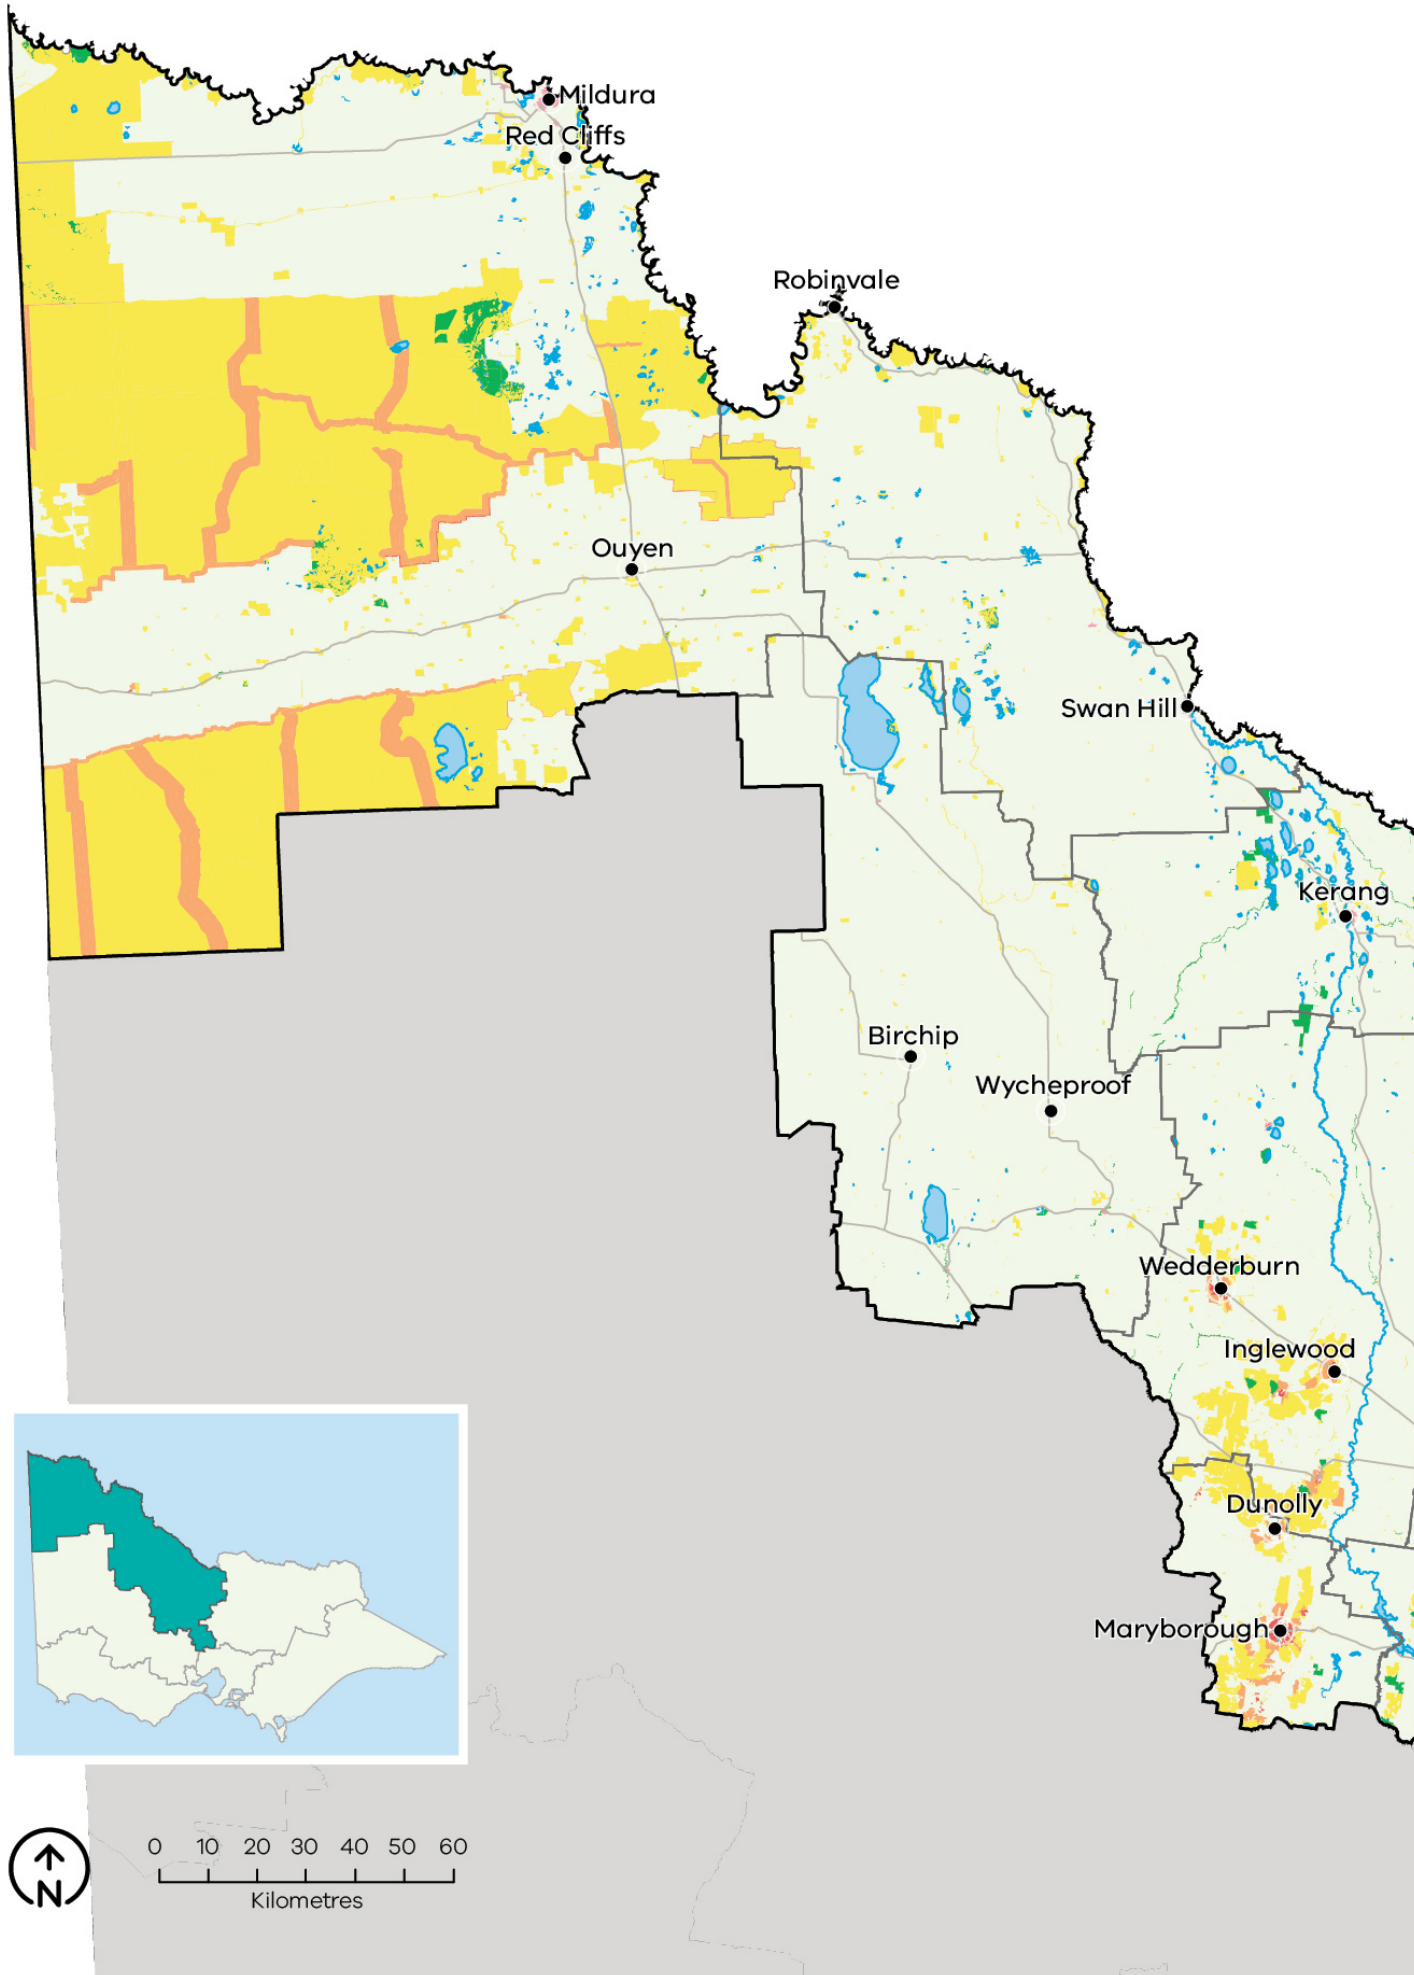 Mildura
Red Cliffs
Robinvale
Ouyen
Swan Hill
Kerang
Birchip
Wycheproof
Wedderburn
Inglewood
Dunolly
Maryborough
0 10 20 30 40 50 60
Kilometres
N